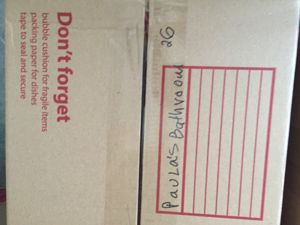 Don't forget
bubble cushion for fragile items
packing paper for dishes
tape to seal and secure
Paula's Bathroom 26